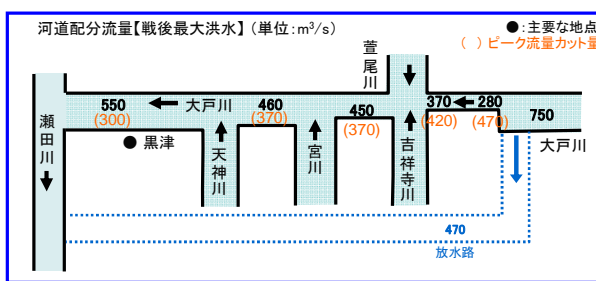 河道配分流量【戦後最大洪水】(単位:m³/s)
●:主要な地点
( ) ピーク流量カット量
萱尾川
550
(300)
大戸川
460
(370)
450
(370)
370
(420)
280
(470)
750
大戸川
瀬田川
● 黒津
天神川
宮川
吉祥寺川
470
放水路